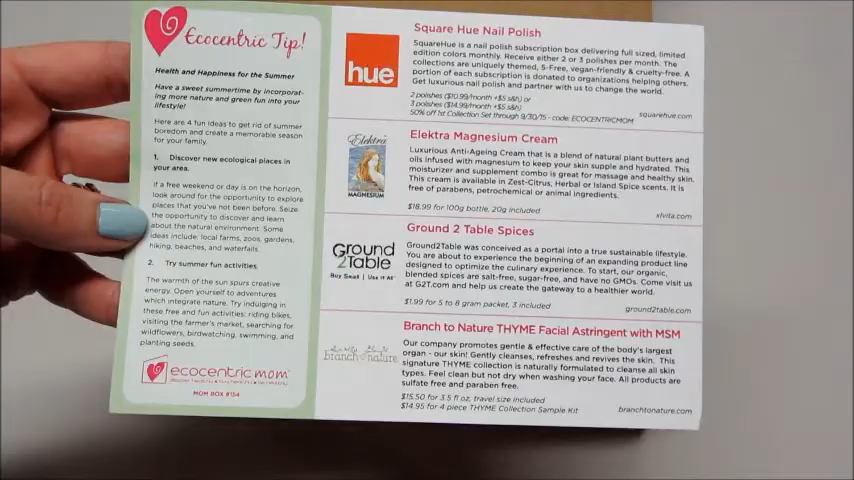 Ecocentric Tip!
Health and Happiness for the Summer
Have a sweet summertime by incorporat-
ing more nature and green fun into your
lifestyle!
Here are 4 fun ideas to get rid of summer
boredom and create a memorable season
for your family.
1. Discover new ecological places in
your area.
If a free weekend or day is on the horizon,
look around for the opportunity to explore
places that you've not been before. Seize
the opportunity to discover and learn
about the natural environment. Some
ideas include: local farms, zoos, gardens,
hiking, beaches, and waterfalls.
2. Try summer fun activities.
The warmth of the sun spurs creative
energy. Open yourself to adventures
which integrate nature. Try indulging in
these free and fun activities: riding bikes,
visiting the farmer's market, searching for
wildflowers, birdwatching, swimming, and
planting seeds.
ecocentric mom
MOM BOX #154
hue
Square Hue Nail Polish
SquareHue is a nail polish subscription box delivering full sized, limited
edition colors monthly. Receive either 2 or 3 polishes per month. The
collections are uniquely themed, 5-Free, vegan-friendly & cruelty-free. A
portion of each subscription is donated to organizations helping others.
Get luxurious nail polish and partner with us to change the world.
2 polishes ($10.99/month +$5 s&h) or
3 polishes ($14.99/month +$5 s&h)
50% off 1st Collection Set through 9/30/15 - code: ECOCENTRICMOM
squarehue.com
Elektra
MAGNESIUM
Elektra Magnesium Cream
Luxurious Anti-Ageing Cream that is a blend of natural plant butters and
oils infused with magnesium to keep your skin supple and hydrated. This
moisturizer and supplement combo is great for massage and healthy skin.
This cream is available in Zest-Citrus, Herbal or Island Spice scents. It is
free of parabens, petrochemical or animal ingredients.
$18.99 for 100g bottle, 20g included
xlvita.com
Ground
2Table
Buy Small | Use it All
Ground 2 Table Spices
Ground2Table was conceived as a portal into a true sustainable lifestyle.
You are about to experience the beginning of an expanding product line
designed to optimize the culinary experience. To start, our organic,
blended spices are salt-free, sugar-free, and have no GMOs. Come visit us
at G2T.com and help us create the gateway to a healthier world.
$1.99 for 5 to 8 gram packet, 3 included
ground2table.com
branch to nature
Branch to Nature THYME Facial Astringent with MSM
Our company promotes gentle & effective care of the body's largest
organ - our skin! Gently cleanses, refreshes and revives the skin. This
signature THYME collection is naturally formulated to cleanse all skin
types. Feel clean but not dry when washing your face. All products are
sulfate free and paraben free.
$15.50 for 3.5 fl oz, travel size included
$14.95 for 4 piece THYME Collection Sample Kit
branchtonature.com